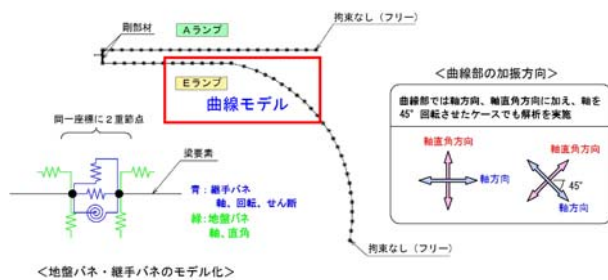 剛部材
Aランプ
拘束なし（フリー）
Eランプ
曲線モデル
同一座標に２重節点
梁要素
青：継手バネ
軸、回転、せん断
緑：地盤バネ
軸、直角
拘束なし（フリー）
＜地盤バネ・継手バネのモデル化＞
＜曲線部の加振方向＞
曲線部では軸方向、軸直角方向に加え、軸を
45°回転させたケースでも解析を実施
軸直角方向
軸方向
軸直角方向
45°
軸方向